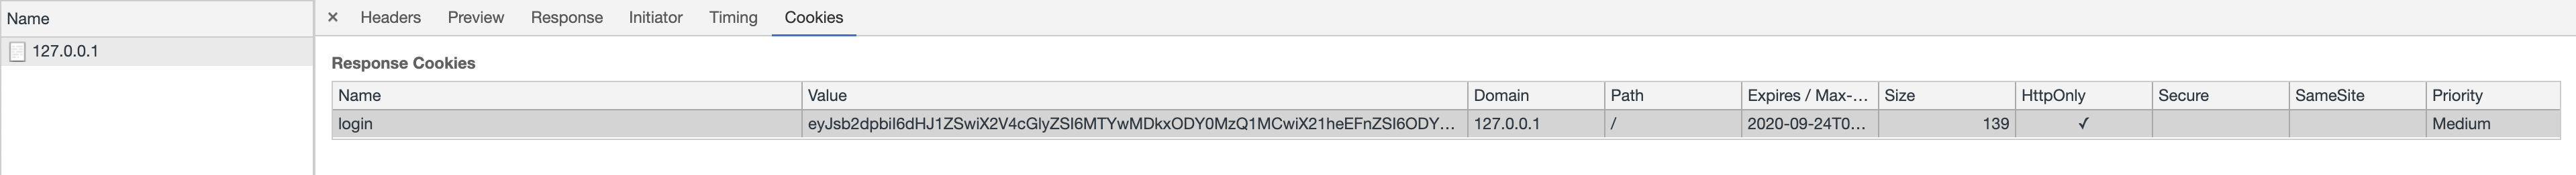 Name
127.0.0.1
× Headers Preview Response Initiator Timing Cookies
Response Cookies
Name Value Domain Path Expires / Max-... Size HttpOnly Secure SameSite Priority
login eyJsb2dpbiI6dHJ1ZSwiX2V4cGlyZSI6MTYwMDkxODY0MzQ1MCwiX21heEFnZSI6ODY... 127.0.0.1 / 2020-09-24T0... 139 ✓ Medium